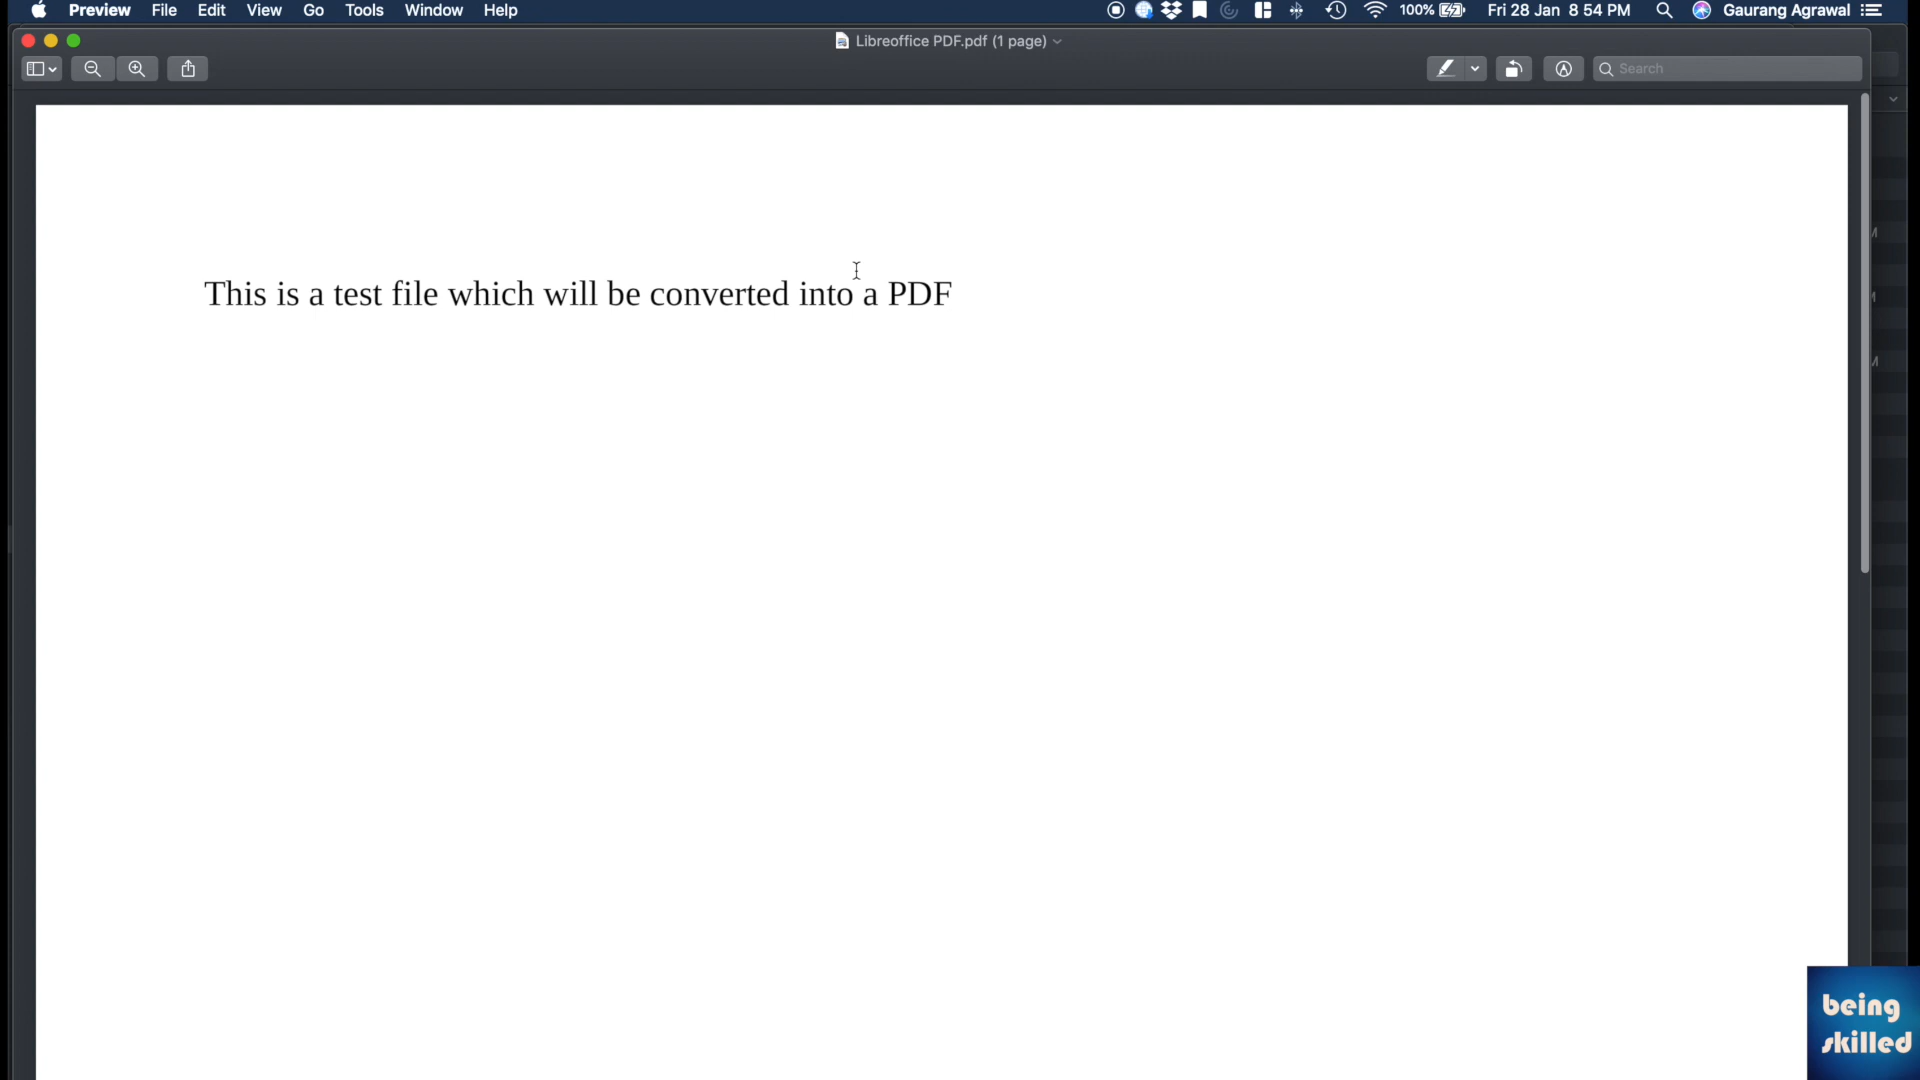 Preview File Edit View Go Tools Window Help 100% Fri 28 Jan 8 54 PM Gaurang Agrawal
Libreoffice PDF.pdf (1 page)
Search
This is a test file which will be converted into a PDF
being
skilled